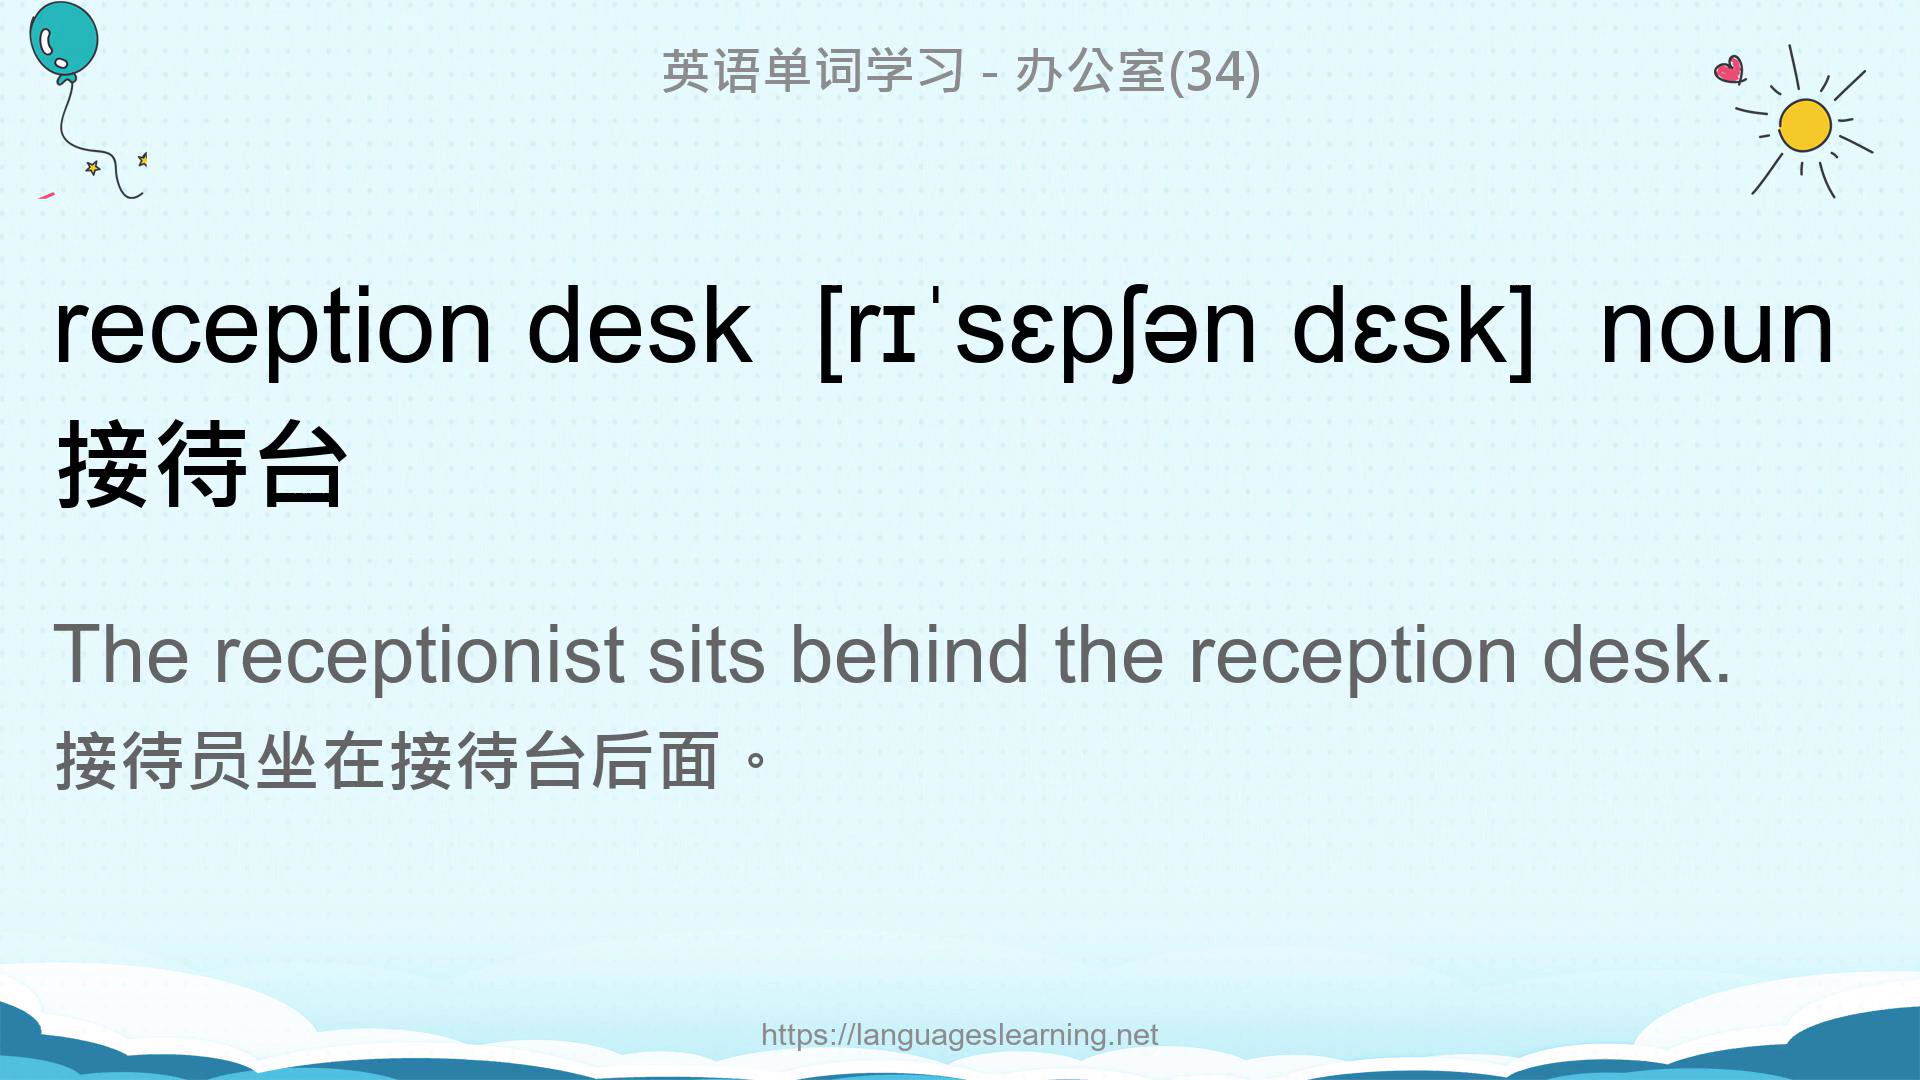 英语单词学习 - 办公室(34)
reception desk [rɪˈsɛpʃən dɛsk] noun
接待台
The receptionist sits behind the reception desk.
接待员坐在接待台后面。
https://languageslearning.net